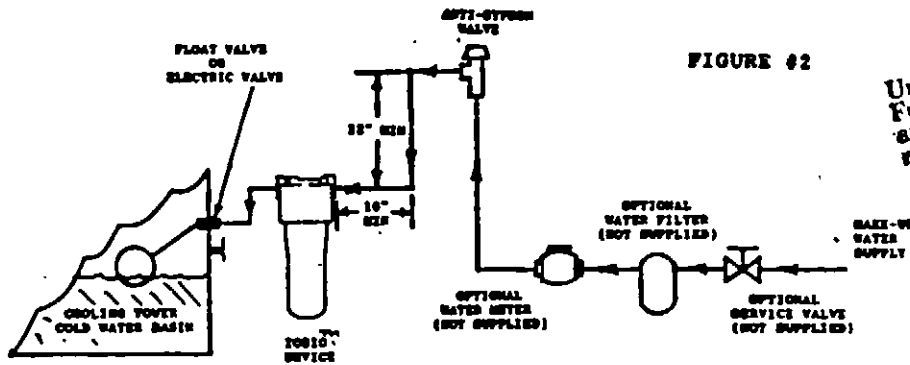 ANTI-SYPHON
VALVE
FLOAT VALVE
OR
ELECTRIC VALVE
FIGURE #2
MIN
MIN
OPTIONAL
WATER FILTER
(NOT SUPPLIED)
MAKE-UP
WATER
SUPPLY
COOLING TOWER
COLD WATER BASIN
OPTIONAL
WATER METER
(NOT SUPPLIED)
OPTIONAL
SERVICE VALVE
(NOT SUPPLIED)
DEVICE